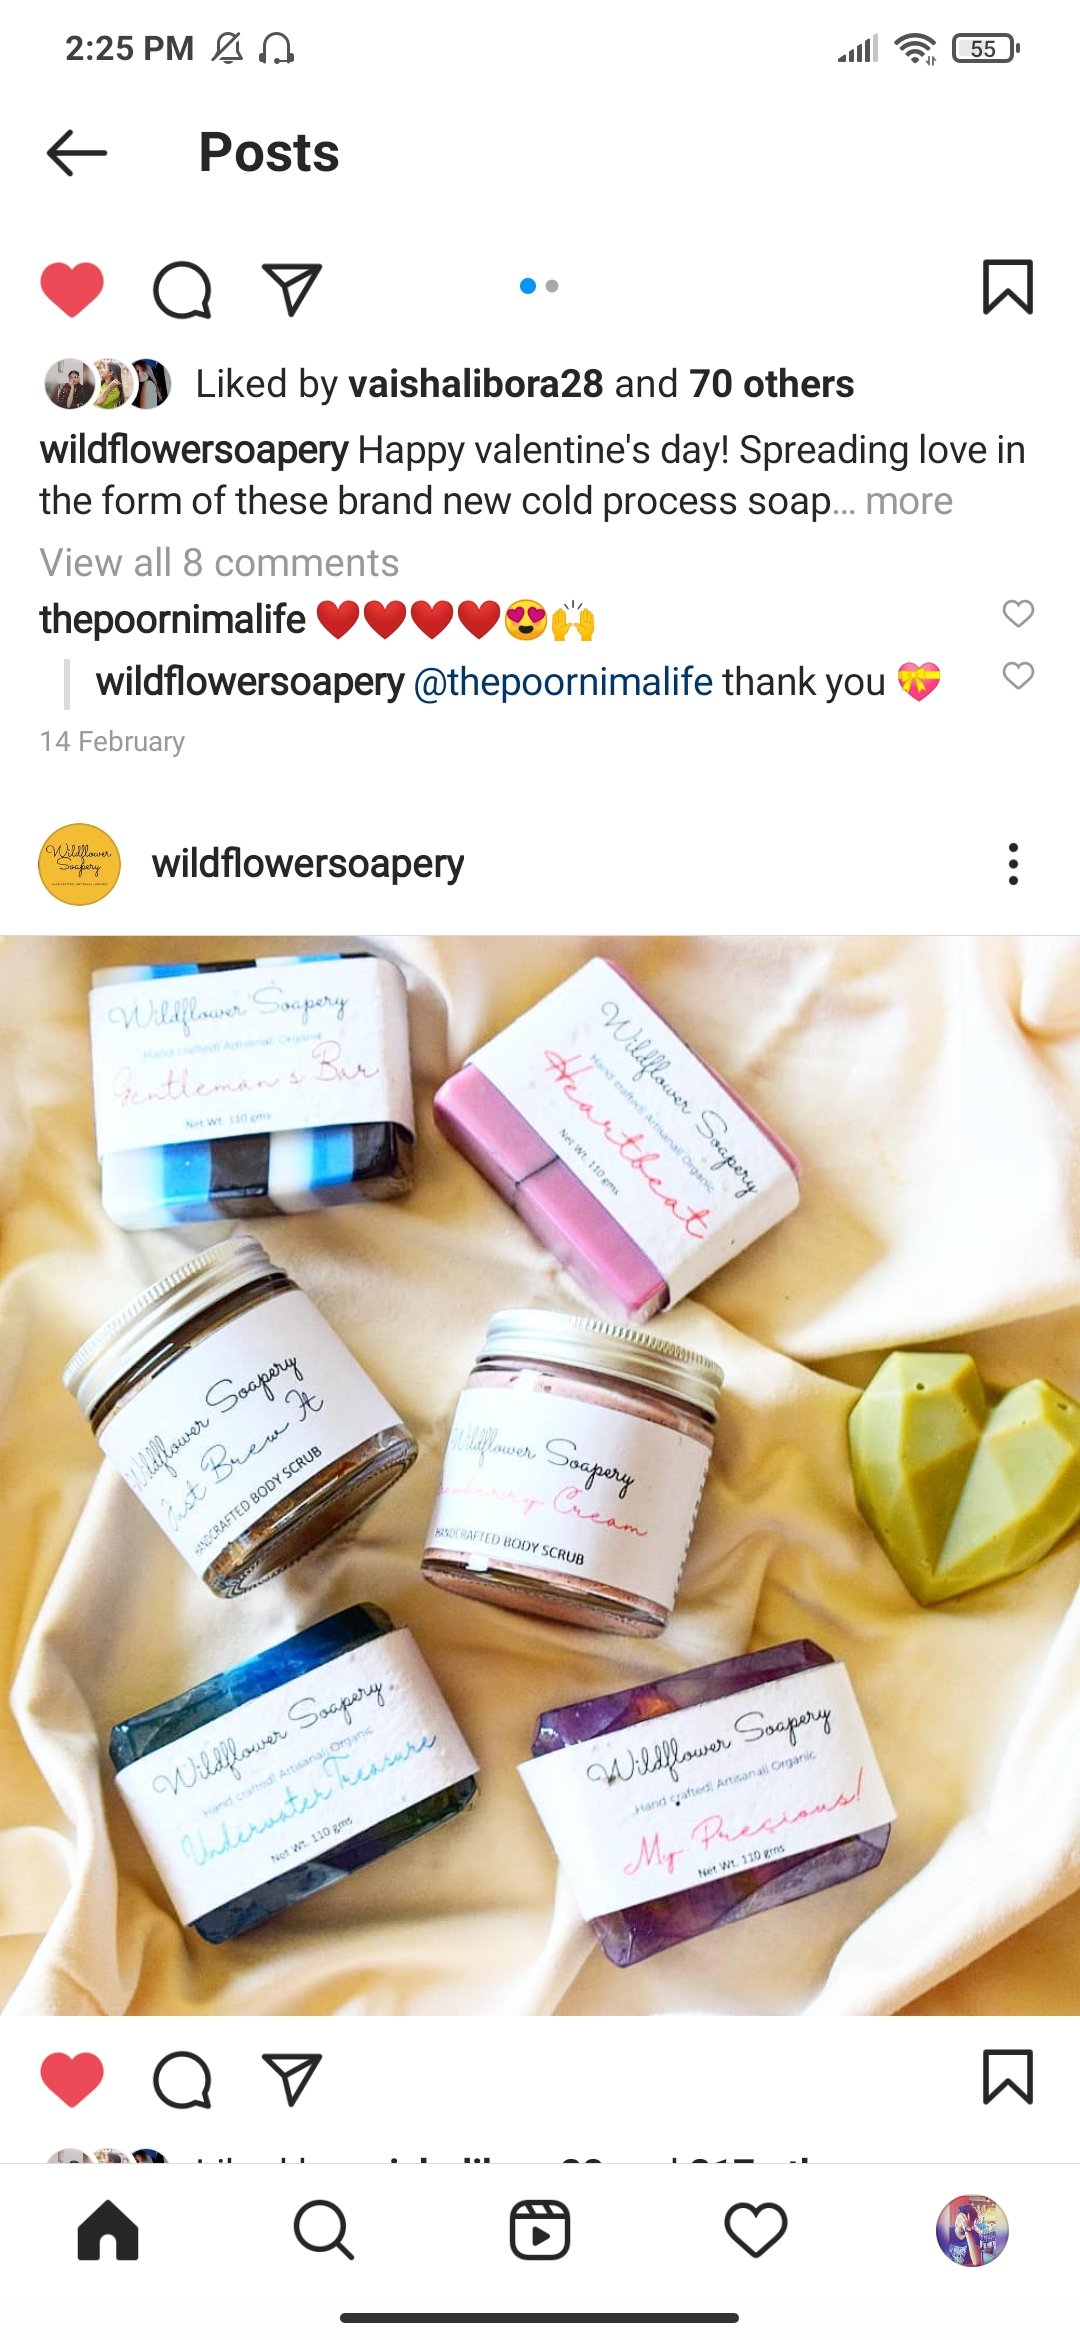 2:25 PM
55
Posts
Liked by vaishalibora28 and 70 others
wildflowersoapery Happy valentine's day! Spreading love in
the form of these brand new cold process soap... more
View all 8 comments
thepoornimalife ❤️❤️❤️❤️😍🙌
wildflowersoapery @thepoornimalife thank you 💝
14 February
Wildflower
Soapery
wildflowersoapery
Wildflower Soapery
Hand crafted| Artisanal| Organic
Gentleman's Bar
Net Wt. 110 gms
Wildflower Soapery
Hand crafted| Artisanal| Organic
Heartbeat
Net Wt. 110 gms
Wildflower Soapery
Just Brew It
HANDCRAFTED BODY SCRUB
Wildflower Soapery
Cream
HANDCRAFTED BODY SCRUB
Wildflower Soapery
Hand crafted| Artisanal| Organic
Underwater Treasure
Net Wt. 110 gms
Wildflower Soapery
Hand crafted| Artisanal| Organic
My Precious!
Net Wt. 110 gms